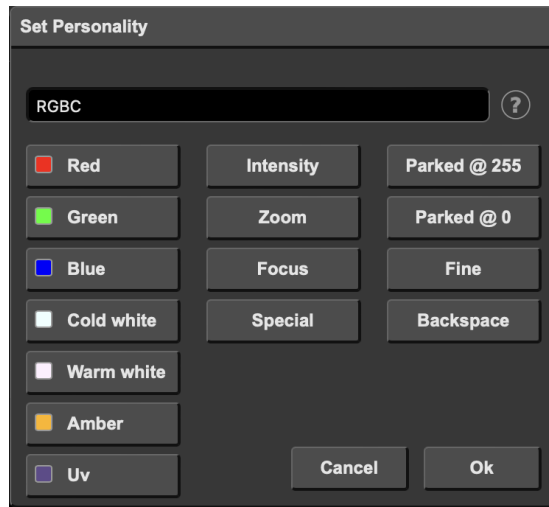 Set Personality
RGBC
?
Red Intensity Parked @ 255
Green Zoom Parked @ 0
Blue Focus Fine
Cold white Special Backspace
Warm white
Amber
Uv Cancel Ok